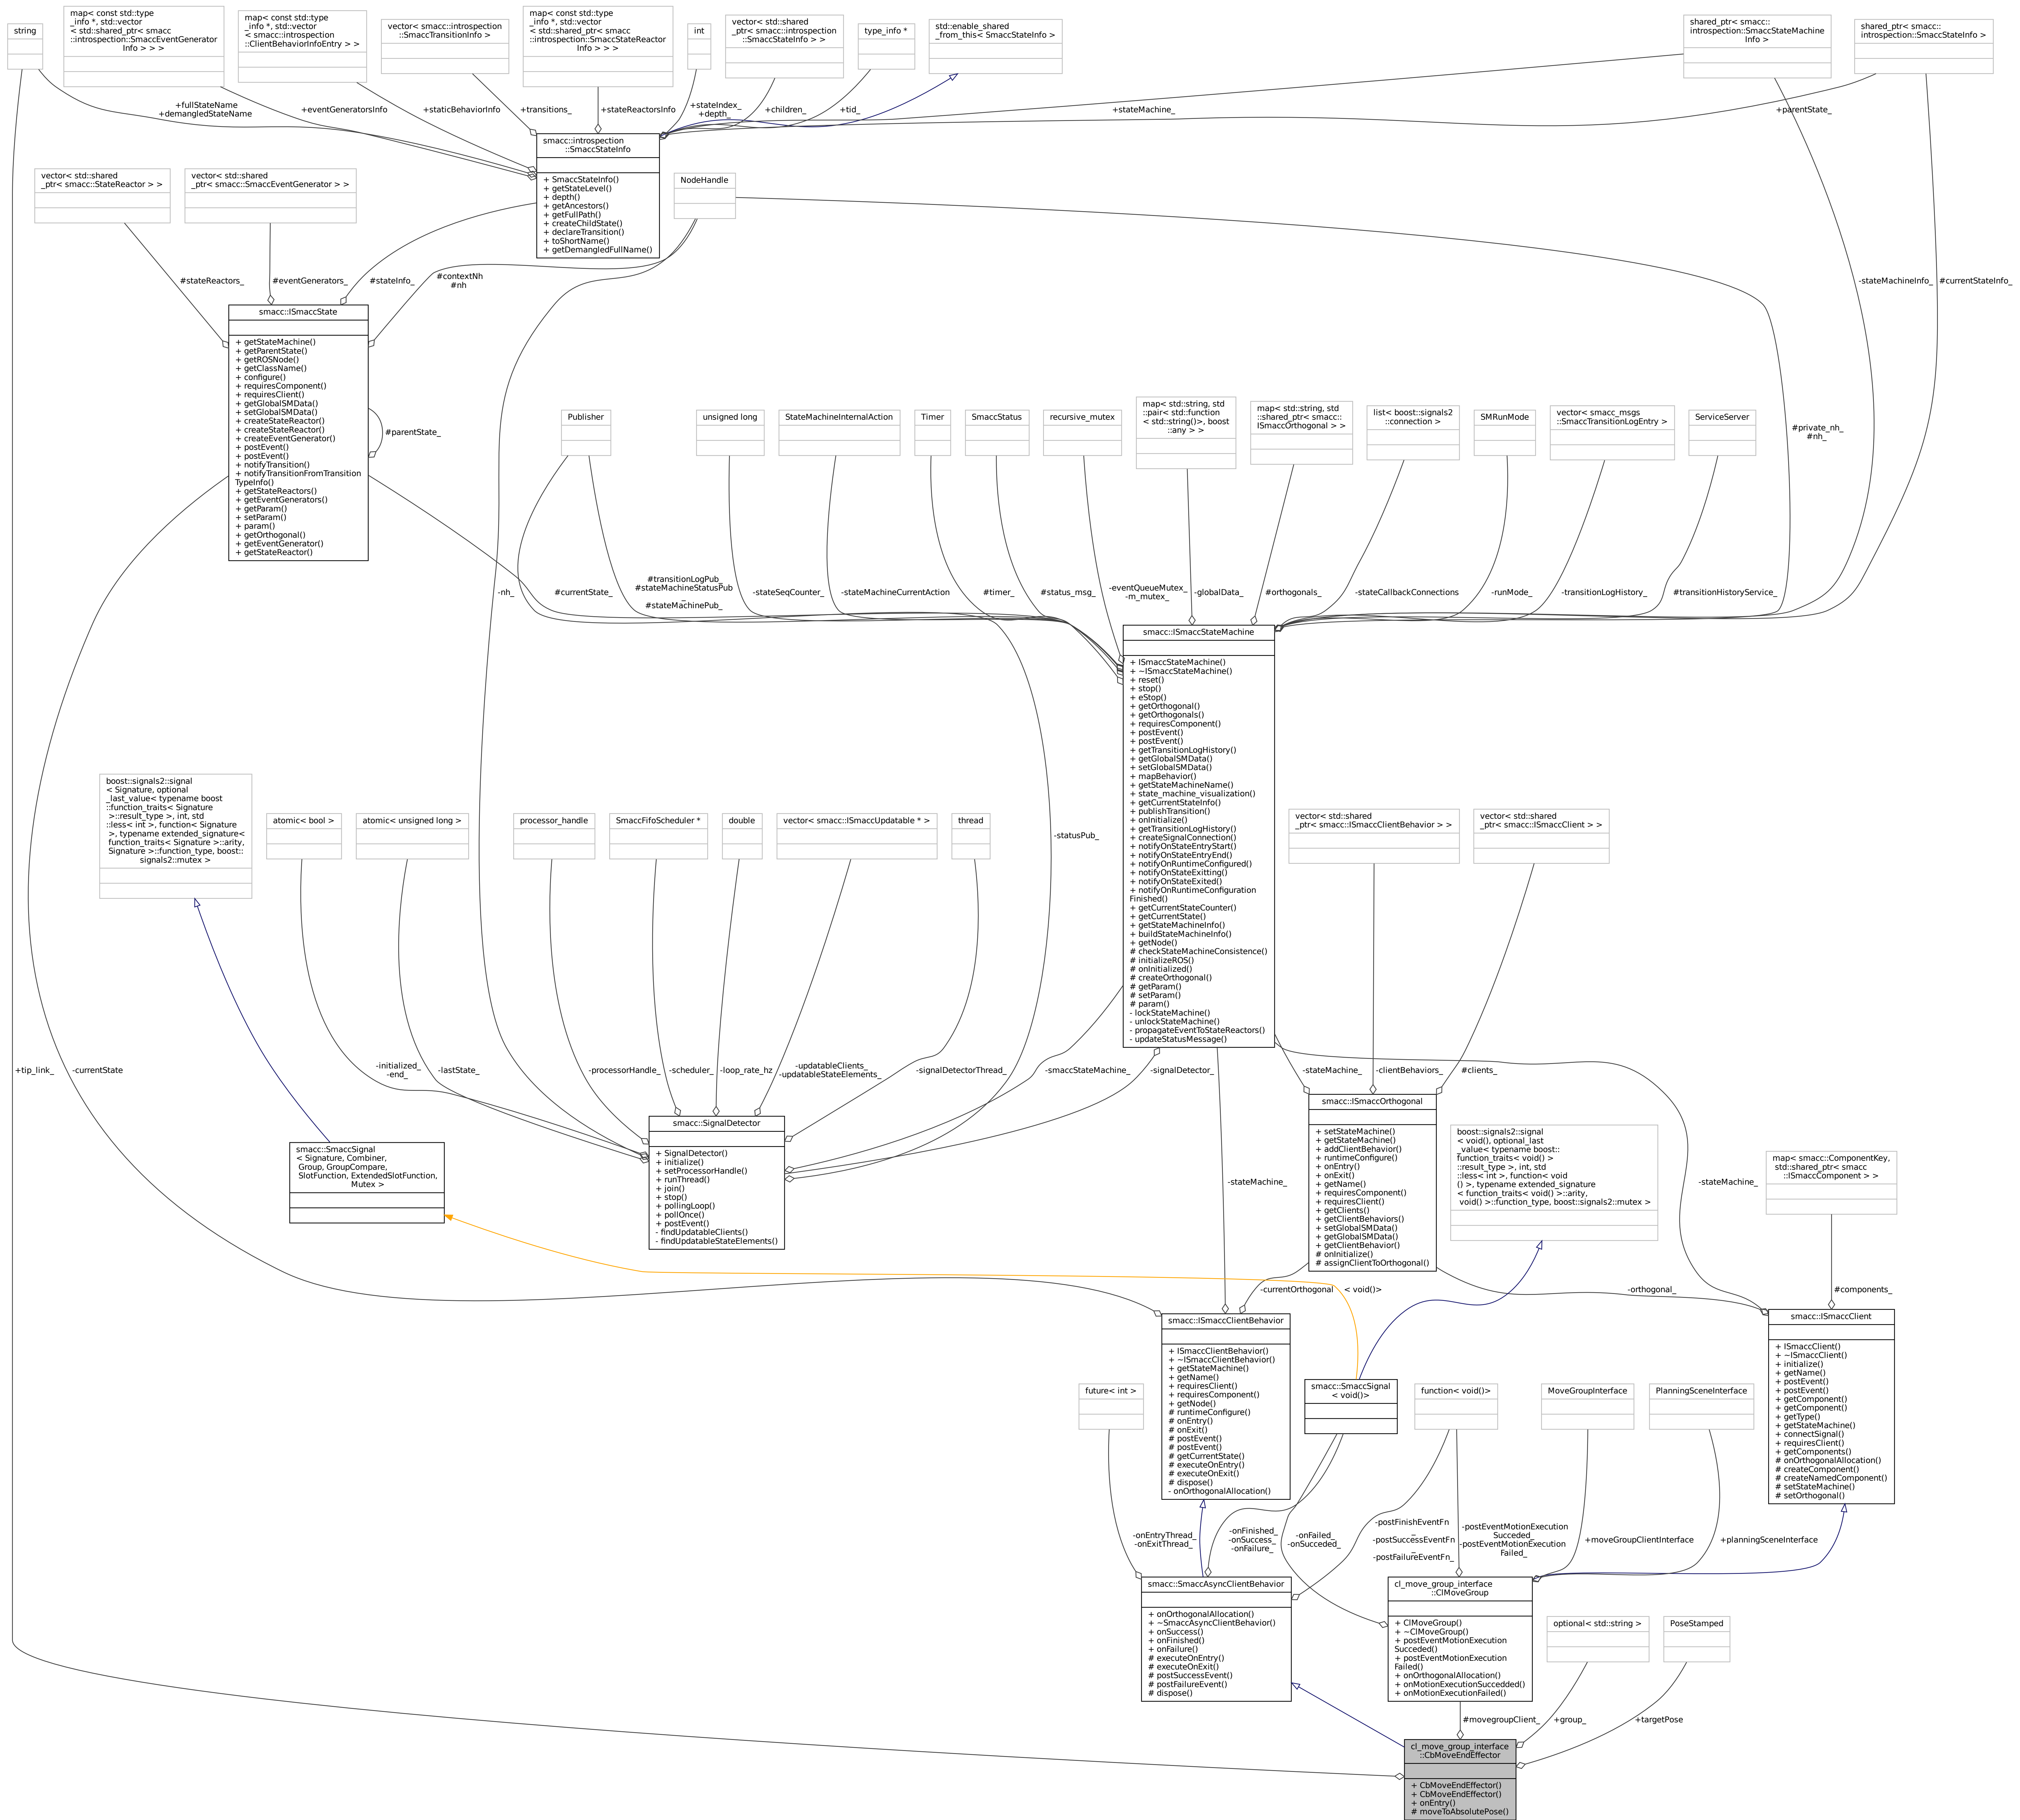 string
map< const std::type
_info *, std::vector
< std::shared_ptr< smacc
::introspection::SmaccEventGenerator
Info > > >
map< const std::type
_info *, std::vector
< smacc::introspection
::ClientBehaviorInfoEntry > >
vector< smacc::introspection
::SmaccTransitionInfo >
map< const std::type
_info *, std::vector
< std::shared_ptr< smacc
::introspection::SmaccStateReactor
Info > > >
int
vector< std::shared
_ptr< smacc::introspection
::SmaccStateInfo > >
type_info *
std::enable_shared
_from_this< SmaccStateInfo >
shared_ptr< smacc::
introspection::SmaccStateMachine
Info >
shared_ptr< smacc::
introspection::SmaccStateInfo >
+fullStateName
+demangledStateName
+eventGeneratorsInfo
+staticBehaviorInfo
+transitions_
+stateReactorsInfo
+stateIndex_
+depth_
+children_
+tid_
+stateMachine_
+parentState_
smacc::introspection
::SmaccStateInfo
+ SmaccStateInfo()
+ getStateLevel()
+ depth()
+ getAncestors()
+ getFullPath()
+ createChildState()
+ declareTransition()
+ toShortName()
+ getDemangledFullName()
vector< std::shared
_ptr< smacc::StateReactor > >
vector< std::shared
_ptr< smacc::SmaccEventGenerator > >
NodeHandle
#stateReactors_
#eventGenerators_
#stateInfo_
#contextNh
#nh
-stateMachineInfo_
#currentStateInfo_
smacc::ISmaccState
+ getStateMachine()
+ getParentState()
+ getROSNode()
+ getClassName()
+ configure()
+ requiresComponent()
+ requiresClient()
+ getGlobalSMData()
+ setGlobalSMData()
+ createStateReactor()
+ createStateReactor()
+ createEventGenerator()
+ postEvent()
+ postEvent()
+ notifyTransition()
+ notifyTransitionFromTransition
TypeInfo()
+ getStateReactors()
+ getEventGenerators()
+ getParam()
+ setParam()
+ param()
+ getOrthogonal()
+ getEventGenerator()
+ getStateReactor()
#parentState_
Publisher
unsigned long
StateMachineInternalAction
Timer
SmaccStatus
recursive_mutex
map< std::string, std
::pair< std::function
< std::string()>, boost
::any > >
map< std::string, std
::shared_ptr< smacc::
ISmaccOrthogonal > >
list< boost::signals2
::connection >
SMRunMode
vector< smacc_msgs
::SmaccTransitionLogEntry >
ServiceServer
#private_nh_
#nh_
-nh_
#currentState_
#transitionLogPub_
#stateMachineStatusPub
_
#stateMachinePub_
-stateSeqCounter_
-stateMachineCurrentAction
#timer_
#status_msg_
-eventQueueMutex_
-m_mutex_
-globalData_
#orthogonals_
-stateCallbackConnections
-runMode_
-transitionLogHistory_
#transitionHistoryService_
smacc::ISmaccStateMachine
+ ISmaccStateMachine()
+ ~ISmaccStateMachine()
+ reset()
+ stop()
+ eStop()
+ getOrthogonal()
+ getOrthogonals()
+ requiresComponent()
+ postEvent()
+ postEvent()
+ getTransitionLogHistory()
+ getGlobalSMData()
+ setGlobalSMData()
+ mapBehavior()
+ getStateMachineName()
+ state_machine_visualization()
+ getCurrentStateInfo()
+ publishTransition()
+ onInitialize()
+ getTransitionLogHistory()
+ createSignalConnection()
+ notifyOnStateEntryStart()
+ notifyOnStateEntryEnd()
+ notifyOnRuntimeConfigured()
+ notifyOnStateExitting()
+ notifyOnStateExited()
+ notifyOnRuntimeConfiguration
Finished()
+ getCurrentStateCounter()
+ getCurrentState()
+ getStateMachineInfo()
+ buildStateMachineInfo()
+ getNode()
# checkStateMachineConsistence()
# initializeROS()
# onInitialized()
# createOrthogonal()
# getParam()
# setParam()
# param()
- lockStateMachine()
- unlockStateMachine()
- propagateEventToStateReactors()
- updateStatusMessage()
boost::signals2::signal
< Signature, optional
_last_value< typename boost
::function_traits< Signature
>::result_type >, int, std
::less< int >, function< Signature
>, typename extended_signature<
function_traits< Signature >::arity,
Signature >::function_type, boost::
signals2::mutex >
atomic< bool >
atomic< unsigned long >
processor_handle
SmaccFifoScheduler *
double
vector< smacc::ISmaccUpdatable * >
thread
-statusPub_
vector< std::shared
_ptr< smacc::ISmaccClientBehavior > >
vector< std::shared
_ptr< smacc::ISmaccClient > >
+tip_link_
-currentState
-initialized_
-end_
-lastState_
-processorHandle_
-scheduler_
-loop_rate_hz
-updatableClients_
-updatableStateElements_
-signalDetectorThread_
-smaccStateMachine_
-signalDetector_
-stateMachine_
-clientBehaviors_
#clients_
smacc::SmaccSignal
< Signature, Combiner,
Group, GroupCompare,
SlotFunction, ExtendedSlotFunction,
Mutex >
smacc::SignalDetector
+ SignalDetector()
+ initialize()
+ setProcessorHandle()
+ runThread()
+ join()
+ stop()
+ pollingLoop()
+ pollOnce()
+ postEvent()
- findUpdatableClients()
- findUpdatableStateElements()
smacc::ISmaccOrthogonal
+ setStateMachine()
+ getStateMachine()
+ addClientBehavior()
+ runtimeConfigure()
+ onEntry()
+ onExit()
+ getName()
+ requiresComponent()
+ requiresClient()
+ getClients()
+ getClientBehaviors()
+ setGlobalSMData()
+ getGlobalSMData()
+ getClientBehavior()
# onInitialize()
# assignClientToOrthogonal()
boost::signals2::signal
< void(), optional_last
_value< typename boost::
function_traits< void() >
::result_type >, int, std
::less< int >, function< void
() >, typename extended_signature
< function_traits< void() >::arity,
void() >::function_type, boost::signals2::mutex >
map< smacc::ComponentKey,
std::shared_ptr< smacc
::ISmaccComponent > >
-stateMachine_
-stateMachine_
-currentOrthogonal
< void()>
-orthogonal_
#components_
smacc::ISmaccClientBehavior
+ ISmaccClientBehavior()
+ ~ISmaccClientBehavior()
+ getStateMachine()
+ getName()
+ requiresClient()
+ requiresComponent()
+ getNode()
# runtimeConfigure()
# onEntry()
# onExit()
# postEvent()
# postEvent()
# getCurrentState()
# executeOnEntry()
# executeOnExit()
# dispose()
- onOrthogonalAllocation()
smacc::ISmaccClient
+ ISmaccClient()
+ ~ISmaccClient()
+ initialize()
+ getName()
+ postEvent()
+ postEvent()
+ getComponent()
+ getComponent()
+ getType()
+ getStateMachine()
+ connectSignal()
+ requiresClient()
+ getComponents()
# onOrthogonalAllocation()
# createComponent()
# createNamedComponent()
# setStateMachine()
# setOrthogonal()
future< int >
smacc::SmaccSignal
< void()>
function< void()>
MoveGroupInterface
PlanningSceneInterface
-onEntryThread_
-onExitThread_
-onFinished_
-onSuccess_
-onFailure_
-onFailed_
-onSucceded_
-postFinishEventFn
_
-postSuccessEventFn
_
-postFailureEventFn_
-postEventMotionExecution
Succeded_
-postEventMotionExecution
Failed_
+moveGroupClientInterface
+planningSceneInterface
smacc::SmaccAsyncClientBehavior
+ onOrthogonalAllocation()
+ ~SmaccAsyncClientBehavior()
+ onSuccess()
+ onFinished()
+ onFailure()
# executeOnEntry()
# executeOnExit()
# postSuccessEvent()
# postFailureEvent()
# dispose()
cl_move_group_interface
::ClMoveGroup
+ ClMoveGroup()
+ ~ClMoveGroup()
+ postEventMotionExecution
Succeded()
+ postEventMotionExecution
Failed()
+ onOrthogonalAllocation()
+ onMotionExecutionSuccedded()
+ onMotionExecutionFailed()
optional< std::string >
PoseStamped
#movegroupClient_
+group_
+targetPose
cl_move_group_interface
::CbMoveEndEffector
+ CbMoveEndEffector()
+ CbMoveEndEffector()
+ onEntry()
# moveToAbsolutePose()